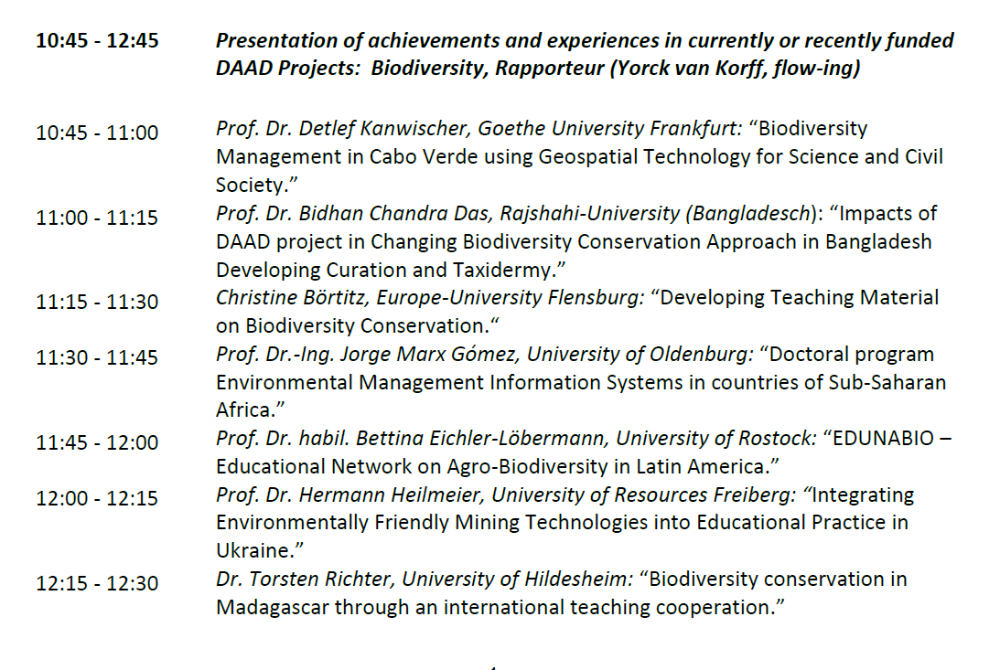 10:45 - 12:45 Presentation of achievements and experiences in currently or recently funded
DAAD Projects: Biodiversity, Rapporteur (Yorck van Korff, flow-ing)
10:45 - 11:00 Prof. Dr. Detlef Kanwischer, Goethe University Frankfurt: “Biodiversity
Management in Cabo Verde using Geospatial Technology for Science and Civil
Society.”
11:00 - 11:15 Prof. Dr. Bidhan Chandra Das, Rajshahi-University (Bangladesch): “Impacts of
DAAD project in Changing Biodiversity Conservation Approach in Bangladesh
Developing Curation and Taxidermy.”
11:15 - 11:30 Christine Börtitz, Europe-University Flensburg: “Developing Teaching Material
on Biodiversity Conservation.“
11:30 - 11:45 Prof. Dr.-Ing. Jorge Marx Gómez, University of Oldenburg: “Doctoral program
Environmental Management Information Systems in countries of Sub-Saharan
Africa.”
11:45 - 12:00 Prof. Dr. habil. Bettina Eichler-Löbermann, University of Rostock: “EDUNABIO –
Educational Network on Agro-Biodiversity in Latin America.”
12:00 - 12:15 Prof. Dr. Hermann Heilmeier, University of Resources Freiberg: “Integrating
Environmentally Friendly Mining Technologies into Educational Practice in
Ukraine.”
12:15 - 12:30 Dr. Torsten Richter, University of Hildesheim: “Biodiversity conservation in
Madagascar through an international teaching cooperation.”